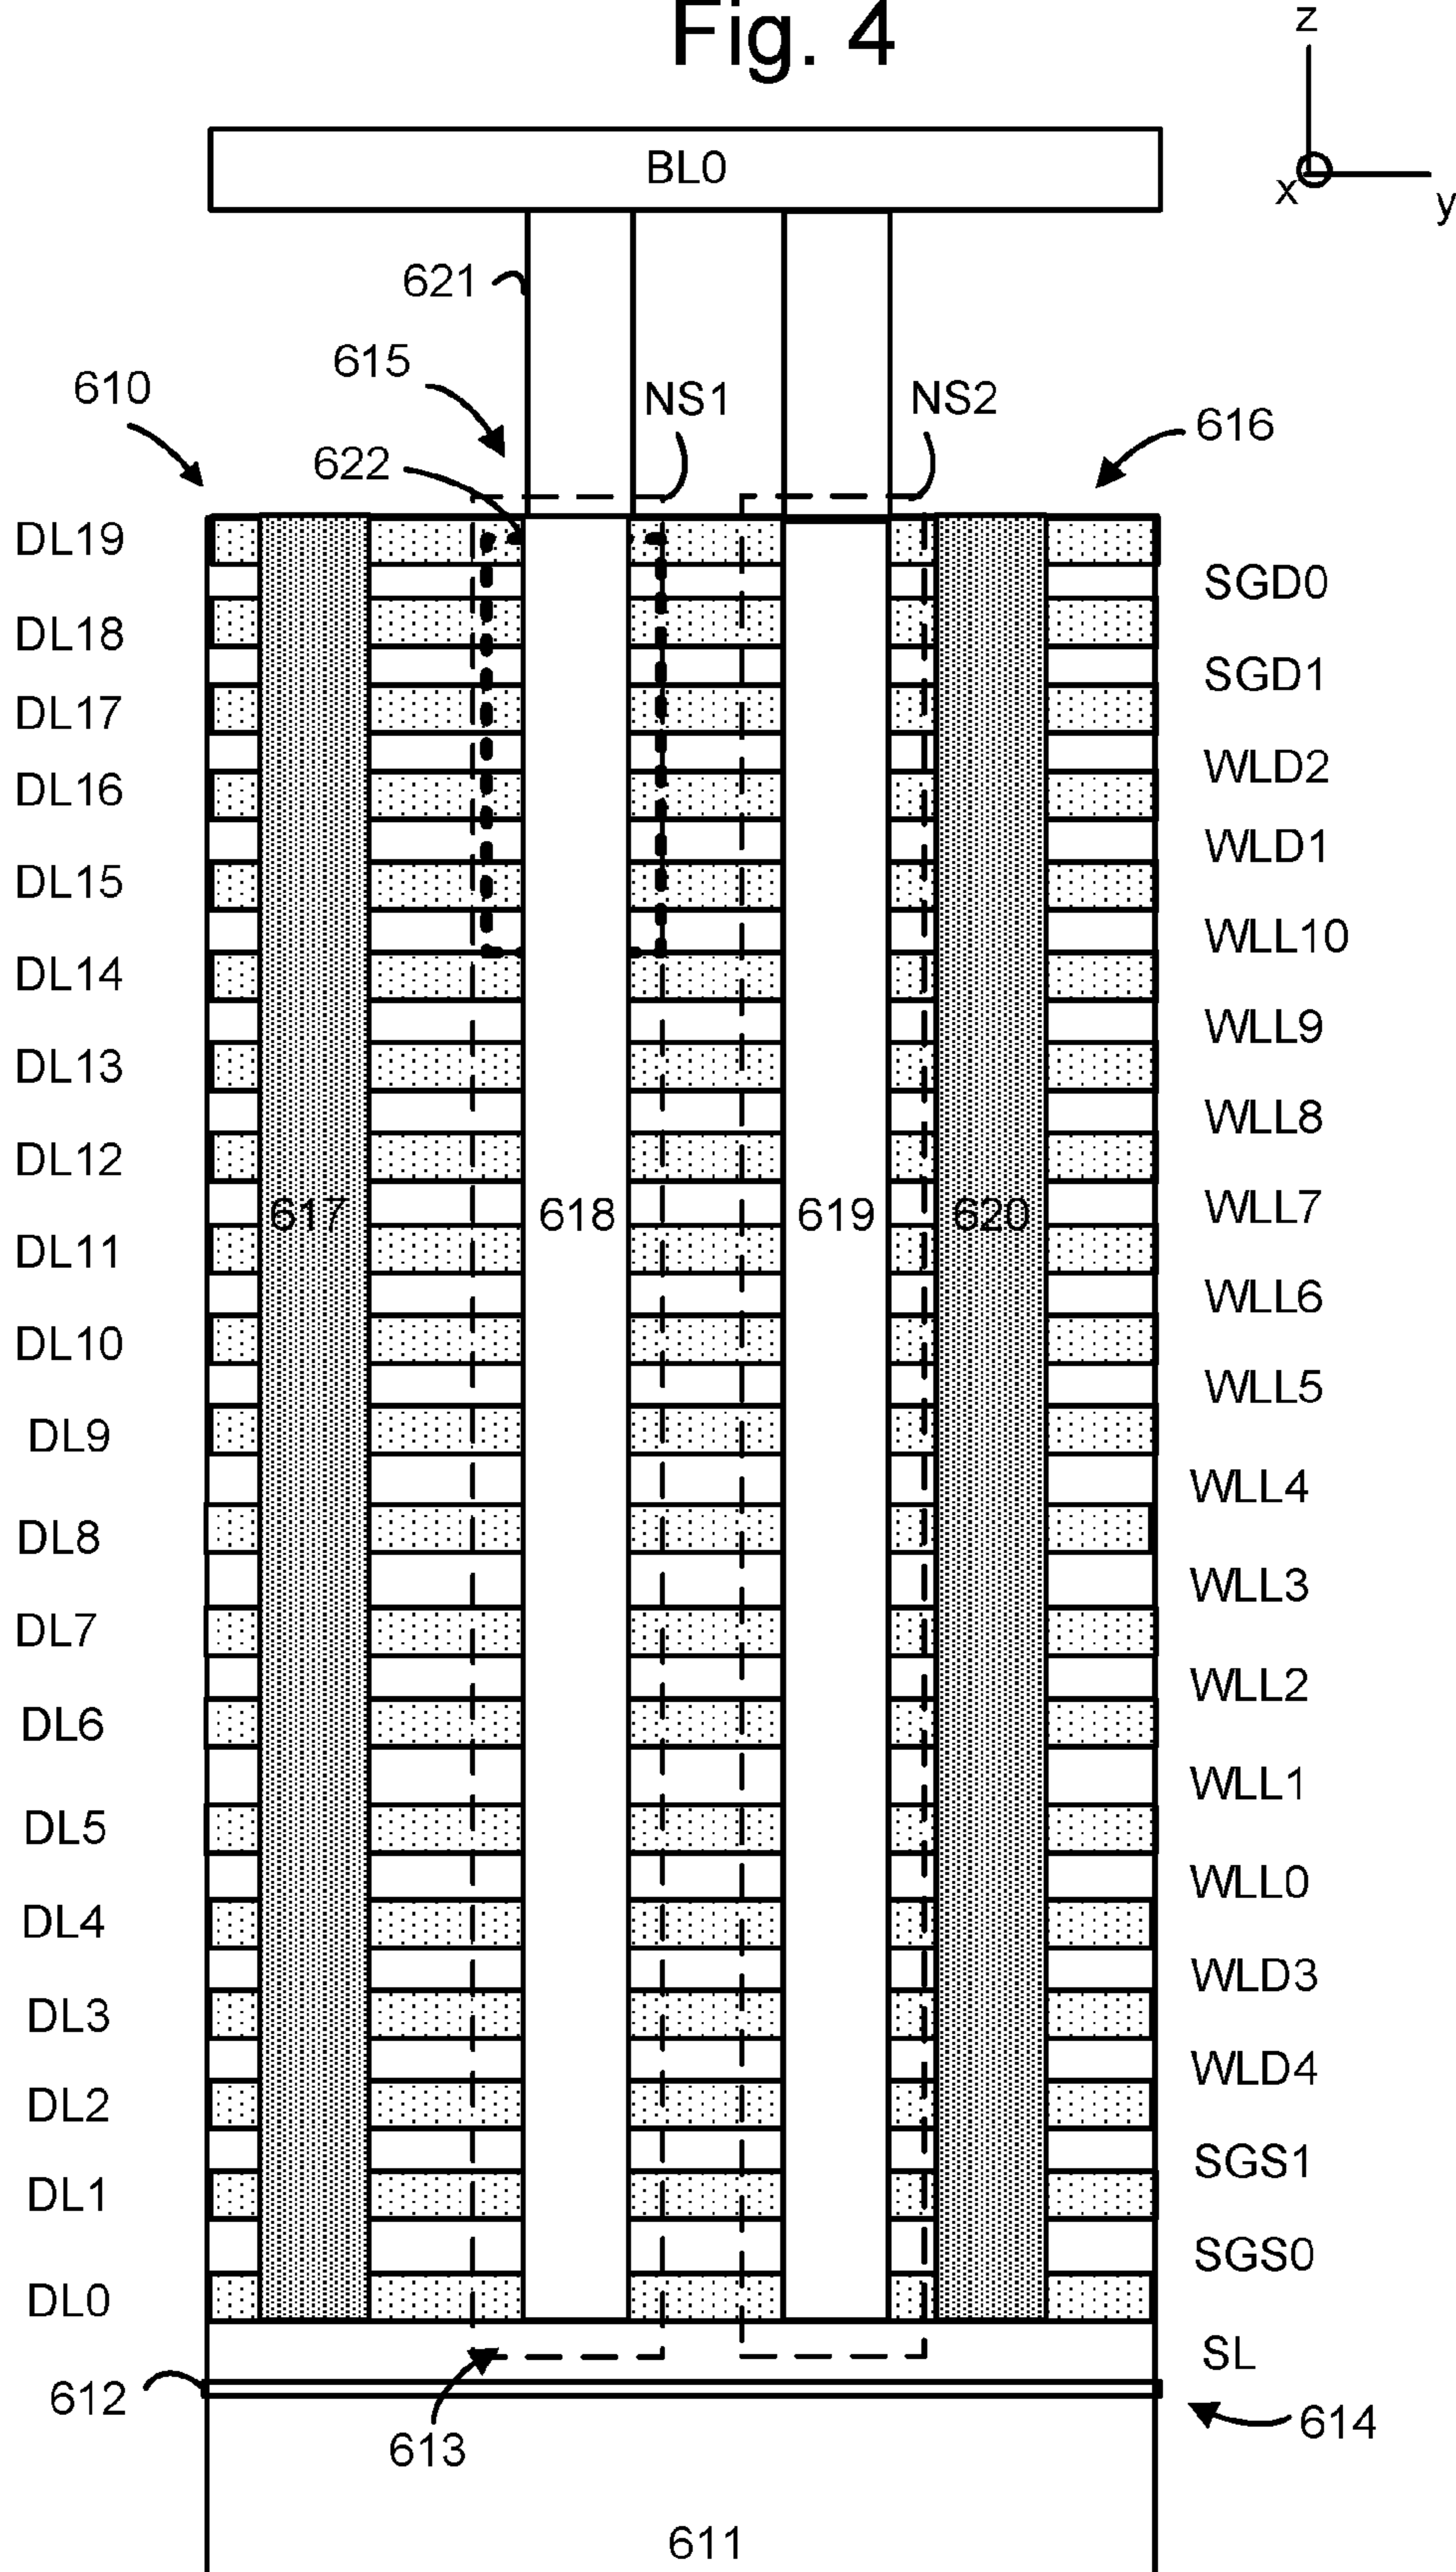 Fig. 4
z
x
y
BL0
621
615
NS1
NS2
610
616
622
DL19
SGD0
DL18
SGD1
DL17
WLD2
DL16
WLD1
DL15
WLL10
DL14
WLL9
DL13
WLL8
DL12
WLL7
617
618
619
620
DL11
WLL6
DL10
WLL5
DL9
WLL4
DL8
WLL3
DL7
WLL2
DL6
WLL1
DL5
WLL0
DL4
WLD3
DL3
WLD4
DL2
SGS1
DL1
SGS0
DL0
SL
612
614
613
611